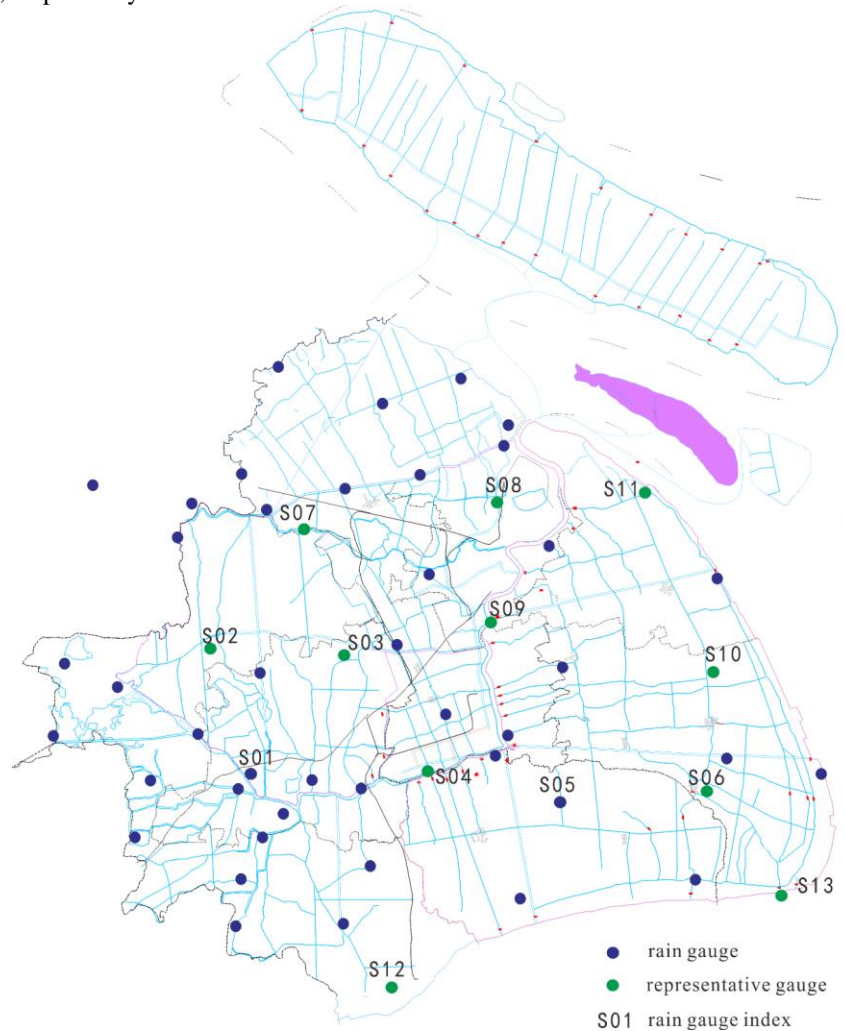 S08
S11
S07
S09
S02
S03
S10
S01
S04
S05
S06
S13
S12
rain gauge
representative gauge
S01 rain gauge index